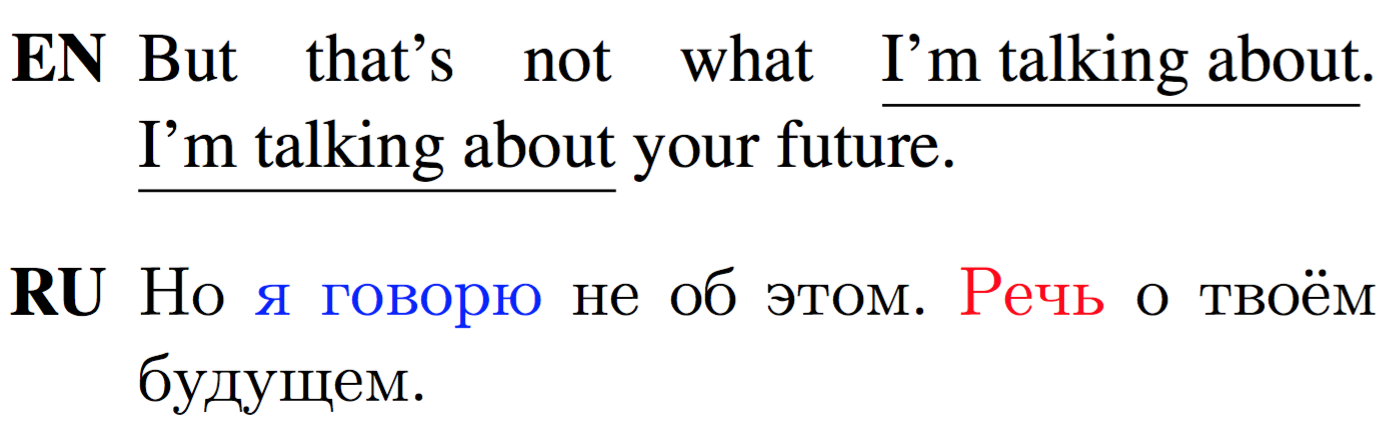 EN But that’s not what I’m talking about.
I’m talking about your future.
RU Но я говорю не об этом. Речь о твоём
будущем.